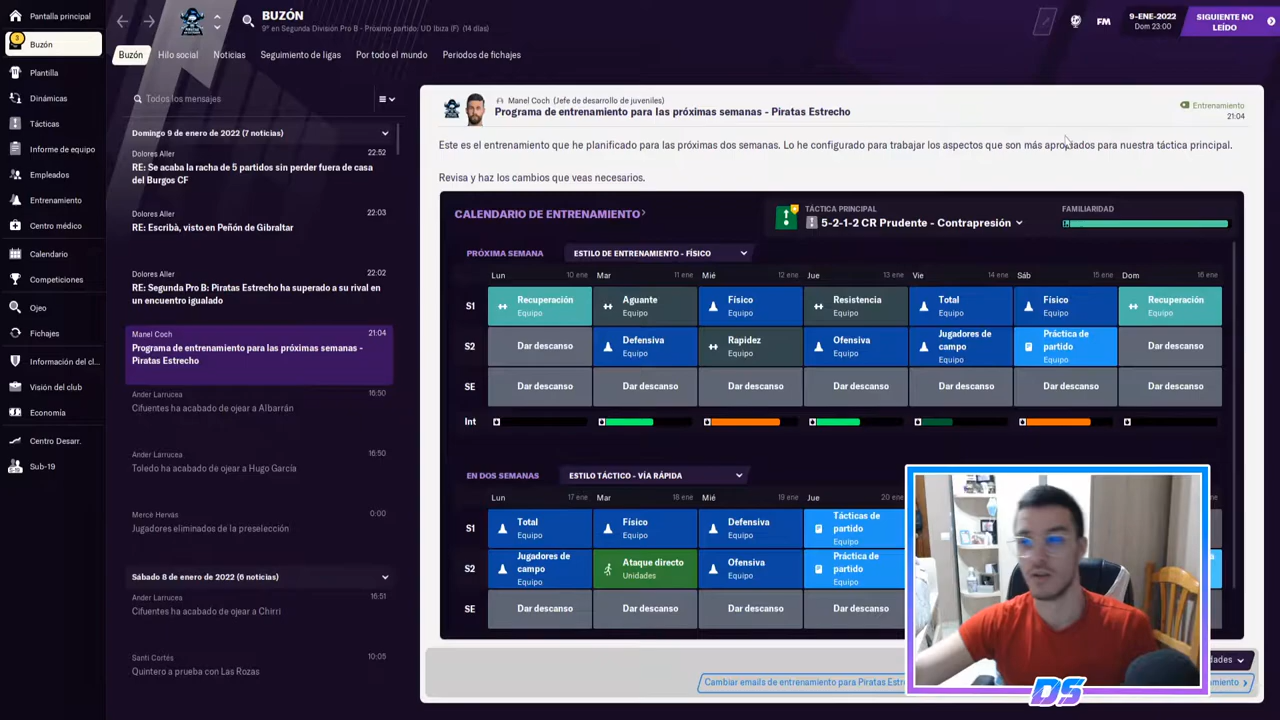 Pantalla principal
3
Buzón
Plantilla
Dinámicas
Tácticas
Informe de equipo
Empleados
Entrenamiento
Centro médico
Calendario
Competiciones
Ojeo
Fichajes
Información del cl...
Visión del club
Economía
Centro Desarr.
Sub-19
BUZÓN
9º en Segunda División Pro B - Próximo partido: UD Ibiza (F) (14 días)
FM
9-ENE-2022
Dom 23:00
SIGUIENTE NO
LEÍDO
Buzón
Hilo social
Noticias
Seguimiento de ligas
Por todo el mundo
Periodos de fichajes
Todos los mensajes
Domingo 9 de enero de 2022 (7 noticias)
Dolores Aller 22:52
RE: Se acaba la racha de 5 partidos sin perder fuera de casa
del Burgos CF
Dolores Aller 22:03
RE: Escribà, visto en Peñón de Gibraltar
Dolores Aller 22:02
RE: Segunda Pro B: Piratas Estrecho ha superado a su rival en
un encuentro igualado
Manel Coch 21:04
Programa de entrenamiento para las próximas semanas -
Piratas Estrecho
Ander Larrucea 16:50
Cifuentes ha acabado de ojear a Albarrán
Ander Larrucea 16:50
Toledo ha acabado de ojear a Hugo García
Mercè Hervás 0:00
Jugadores eliminados de la preselección
Sábado 8 de enero de 2022 (6 noticias)
Ander Larrucea 16:51
Cifuentes ha acabado de ojear a Chirri
Santi Cortés 10:05
Quintero a prueba con Las Rozas
Manel Coch (Jefe de desarrollo de juveniles)
Programa de entrenamiento para las próximas semanas - Piratas Estrecho
Entrenamiento
21:04
Este es el entrenamiento que he planificado para las próximas dos semanas. Lo he configurado para trabajar los aspectos que son más apropiados para nuestra táctica principal.
Revisa y haz los cambios que veas necesarios.
CALENDARIO DE ENTRENAMIENTO
TÁCTICA PRINCIPAL
5-2-1-2 CR Prudente - Contrapresión
FAMILIARIDAD
PRÓXIMA SEMANA
ESTILO DE ENTRENAMIENTO - FÍSICO
Lun 10 ene Mar 11 ene Mié 12 ene Jue 13 ene Vie 14 ene Sáb 15 ene Dom 16 ene
S1
Recuperación
Equipo
Aguante
Equipo
Físico
Equipo
Resistencia
Equipo
Total
Equipo
Físico
Equipo
Recuperación
Equipo
S2
Dar descanso
Defensiva
Equipo
Rapidez
Equipo
Ofensiva
Equipo
Jugadores de
campo
Equipo
Práctica de
partido
Equipo
Dar descanso
SE
Dar descanso Dar descanso Dar descanso Dar descanso Dar descanso Dar descanso Dar descanso
Int
EN DOS SEMANAS
ESTILO TÁCTICO - VÍA RÁPIDA
Lun 17 ene Mar 18 ene Mié 19 ene Jue 20 ene
S1
Total
Equipo
Físico
Equipo
Defensiva
Equipo
Tácticas de
partido
Equipo
S2
Jugadores de
campo
Equipo
Ataque directo
Unidades
Ofensiva
Equipo
Práctica de
partido
Equipo
SE
Dar descanso Dar descanso Dar descanso Dar descanso
dades
Cambiar emails de entrenamiento para Piratas Estre
miento
DS